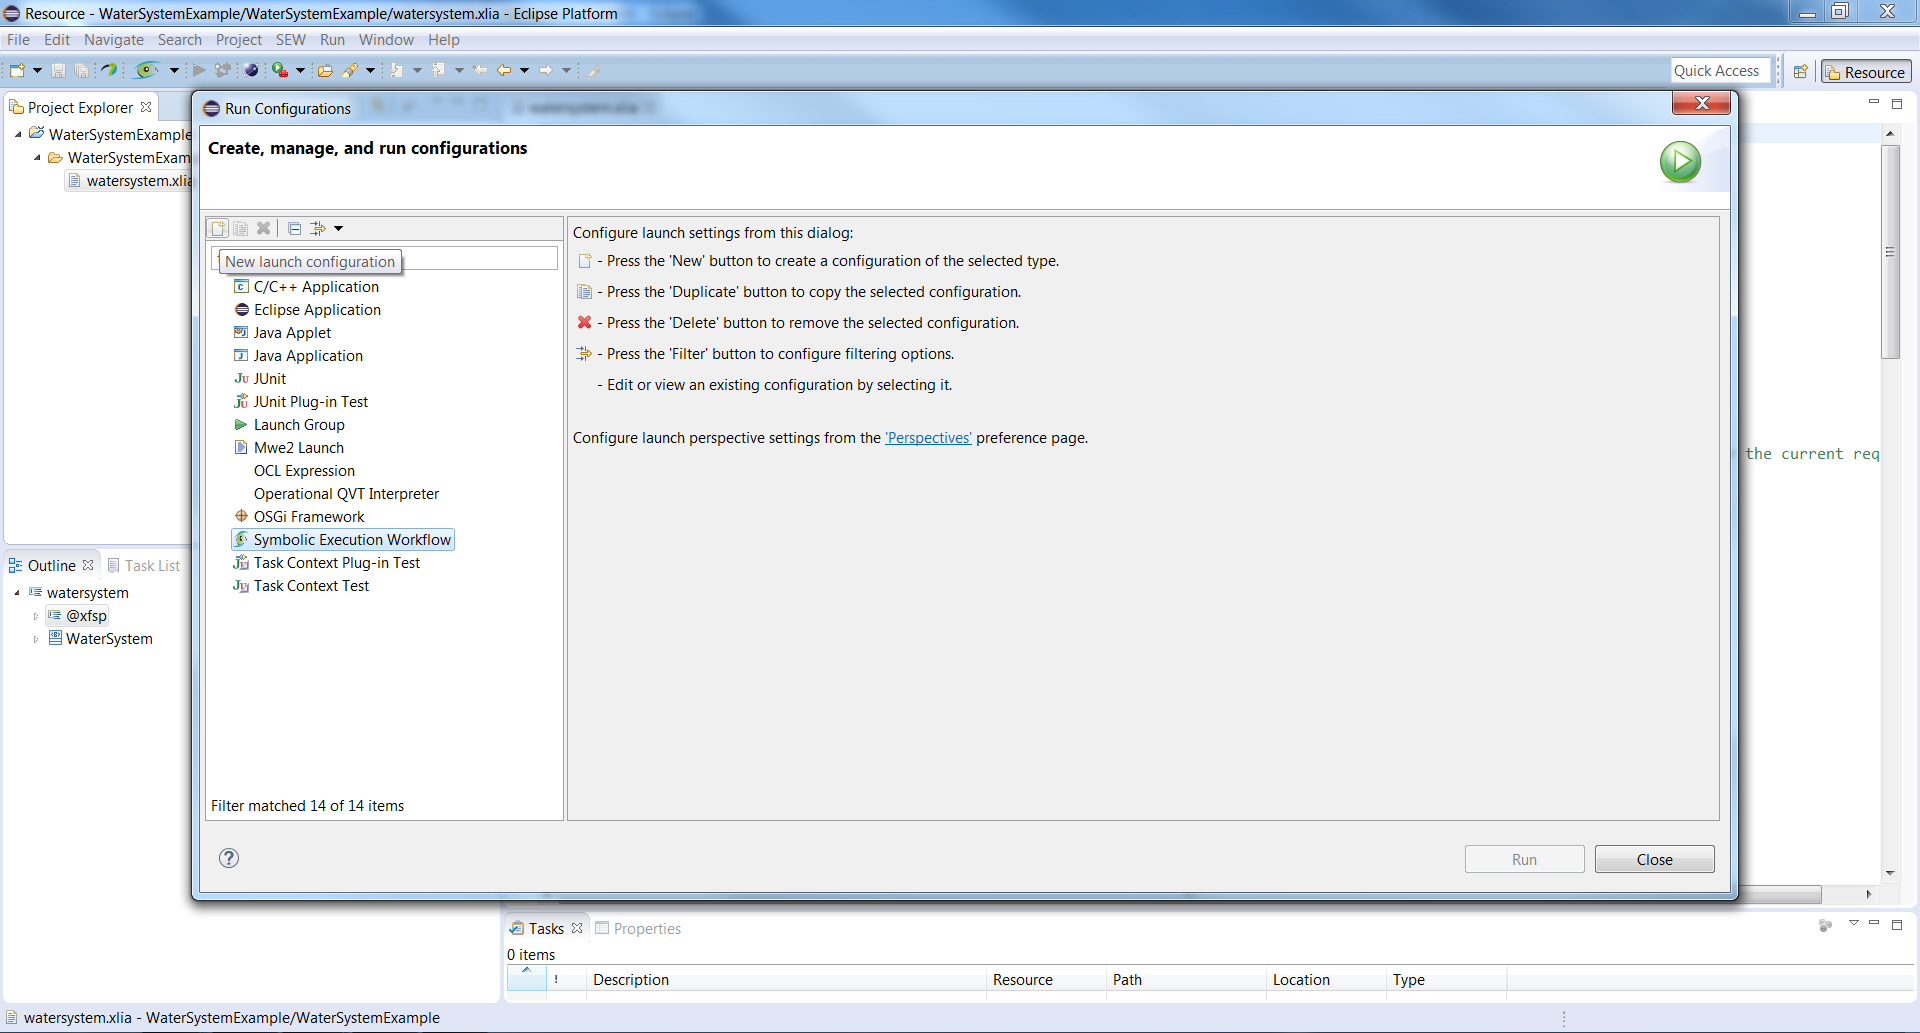 Resource - WaterSystemExample/WaterSystemExample/watersystem.xlia - Eclipse Platform
File Edit Navigate Search Project SEW Run Window Help
Quick Access
Resource
Project Explorer
WaterSystemExample
WaterSystemExam
watersystem.xlia
Outline
Task List
watersystem
@xfsp
WaterSystem
Run Configurations
watersystem.xlia
Create, manage, and run configurations
New launch configuration
C/C++ Application
Eclipse Application
Java Applet
Java Application
JUnit
JUnit Plug-in Test
Launch Group
Mwe2 Launch
OCL Expression
Operational QVT Interpreter
OSGi Framework
Symbolic Execution Workflow
Task Context Plug-in Test
Task Context Test
Filter matched 14 of 14 items
Configure launch settings from this dialog:
- Press the 'New' button to create a configuration of the selected type.
- Press the 'Duplicate' button to copy the selected configuration.
- Press the 'Delete' button to remove the selected configuration.
- Press the 'Filter' button to configure filtering options.
- Edit or view an existing configuration by selecting it.
Configure launch perspective settings from the 'Perspectives' preference page.
Run
Close
the current req
Tasks
Properties
0 items
! Description Resource Path Location Type
watersystem.xlia - WaterSystemExample/WaterSystemExample